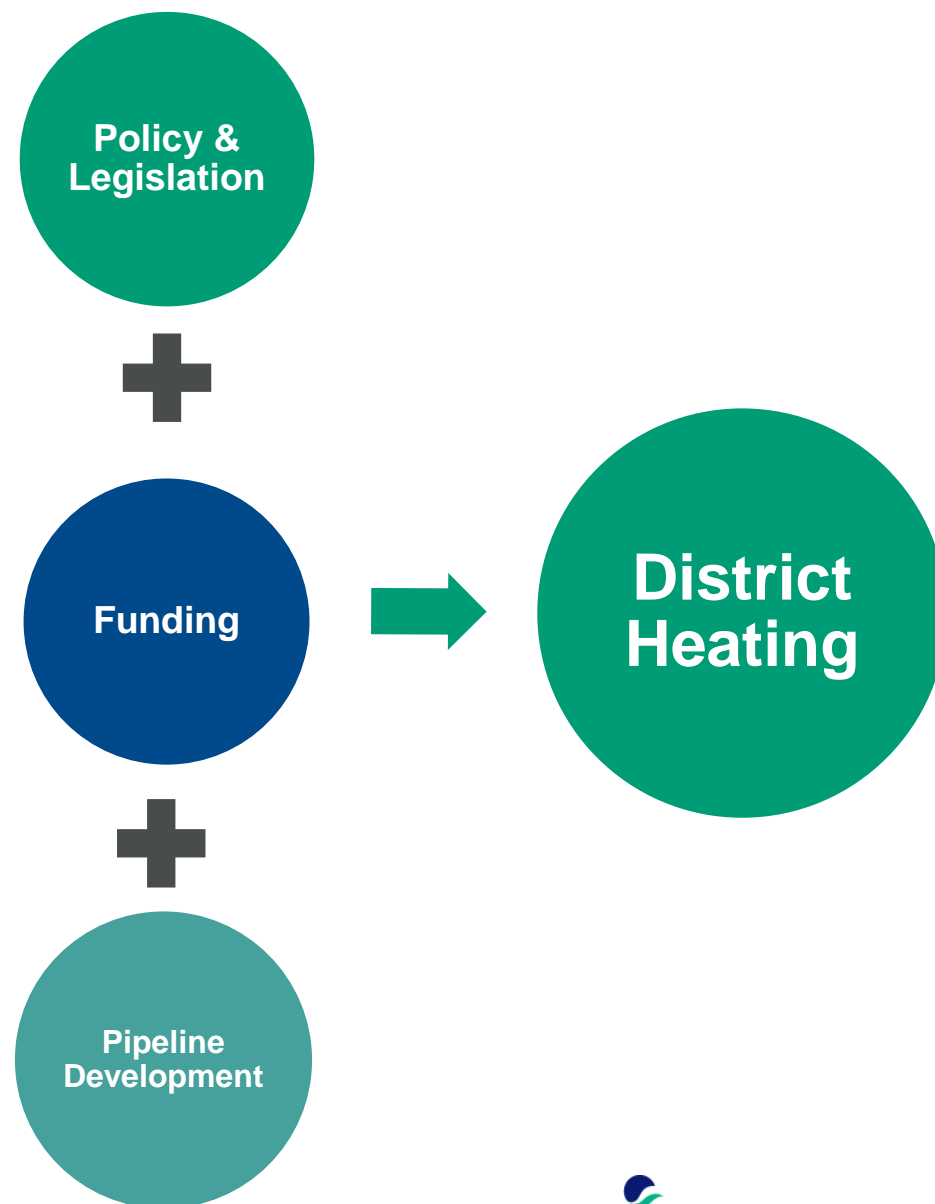 Policy &
Legislation
Funding
District
Heating
Pipeline
Development